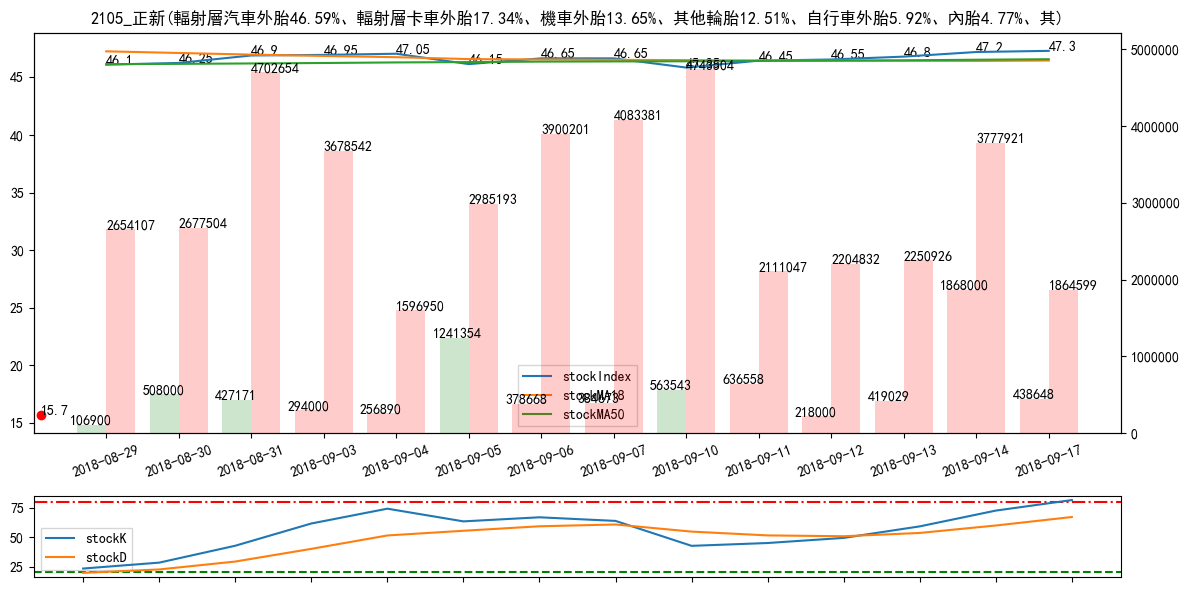 2105_正新(輻射層汽車外胎46.59%、輻射層卡車外胎17.34%、機車外胎13.65%、其他輪胎12.51%、自行車外胎5.92%、內胎4.77%、其)
46.1 46.25 46.9 46.95 47.05 46.15 46.65 46.65 46.45 46.55 46.8 47.2 47.3
45 40 35 30 25 20 15
5000000 4000000 3000000 2000000 1000000 0
2654107 2677504 4702654 3678542 1596950 2985193 3900201 4083381 4743504 2111047 2204832 2250926 3777921 1864599
106900 508000 427171 294000 256890 1241354 378668 384673 563543 636558 218000 419029 1868000 438648
15.7
stockIndex
stockMA18
stockMA50
2018-08-29 2018-08-30 2018-08-31 2018-09-03 2018-09-04 2018-09-05 2018-09-06 2018-09-07 2018-09-10 2018-09-11 2018-09-12 2018-09-13 2018-09-14 2018-09-17
75 50 25
stockK
stockD